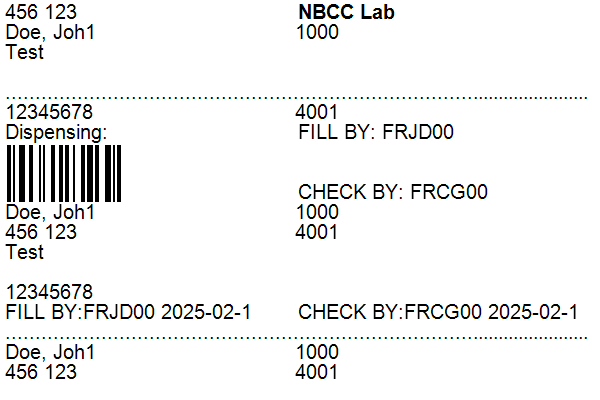 456 123 NBCC Lab
Doe, Joh1 1000
Test
12345678 4001
Dispensing: FILL BY: FRJD00
CHECK BY: FRCG00
Doe, Joh1 1000
456 123 4001
Test
12345678
FILL BY:FRJD00 2025-02-1 CHECK BY:FRCG00 2025-02-1
Doe, Joh1 1000
456 123 4001